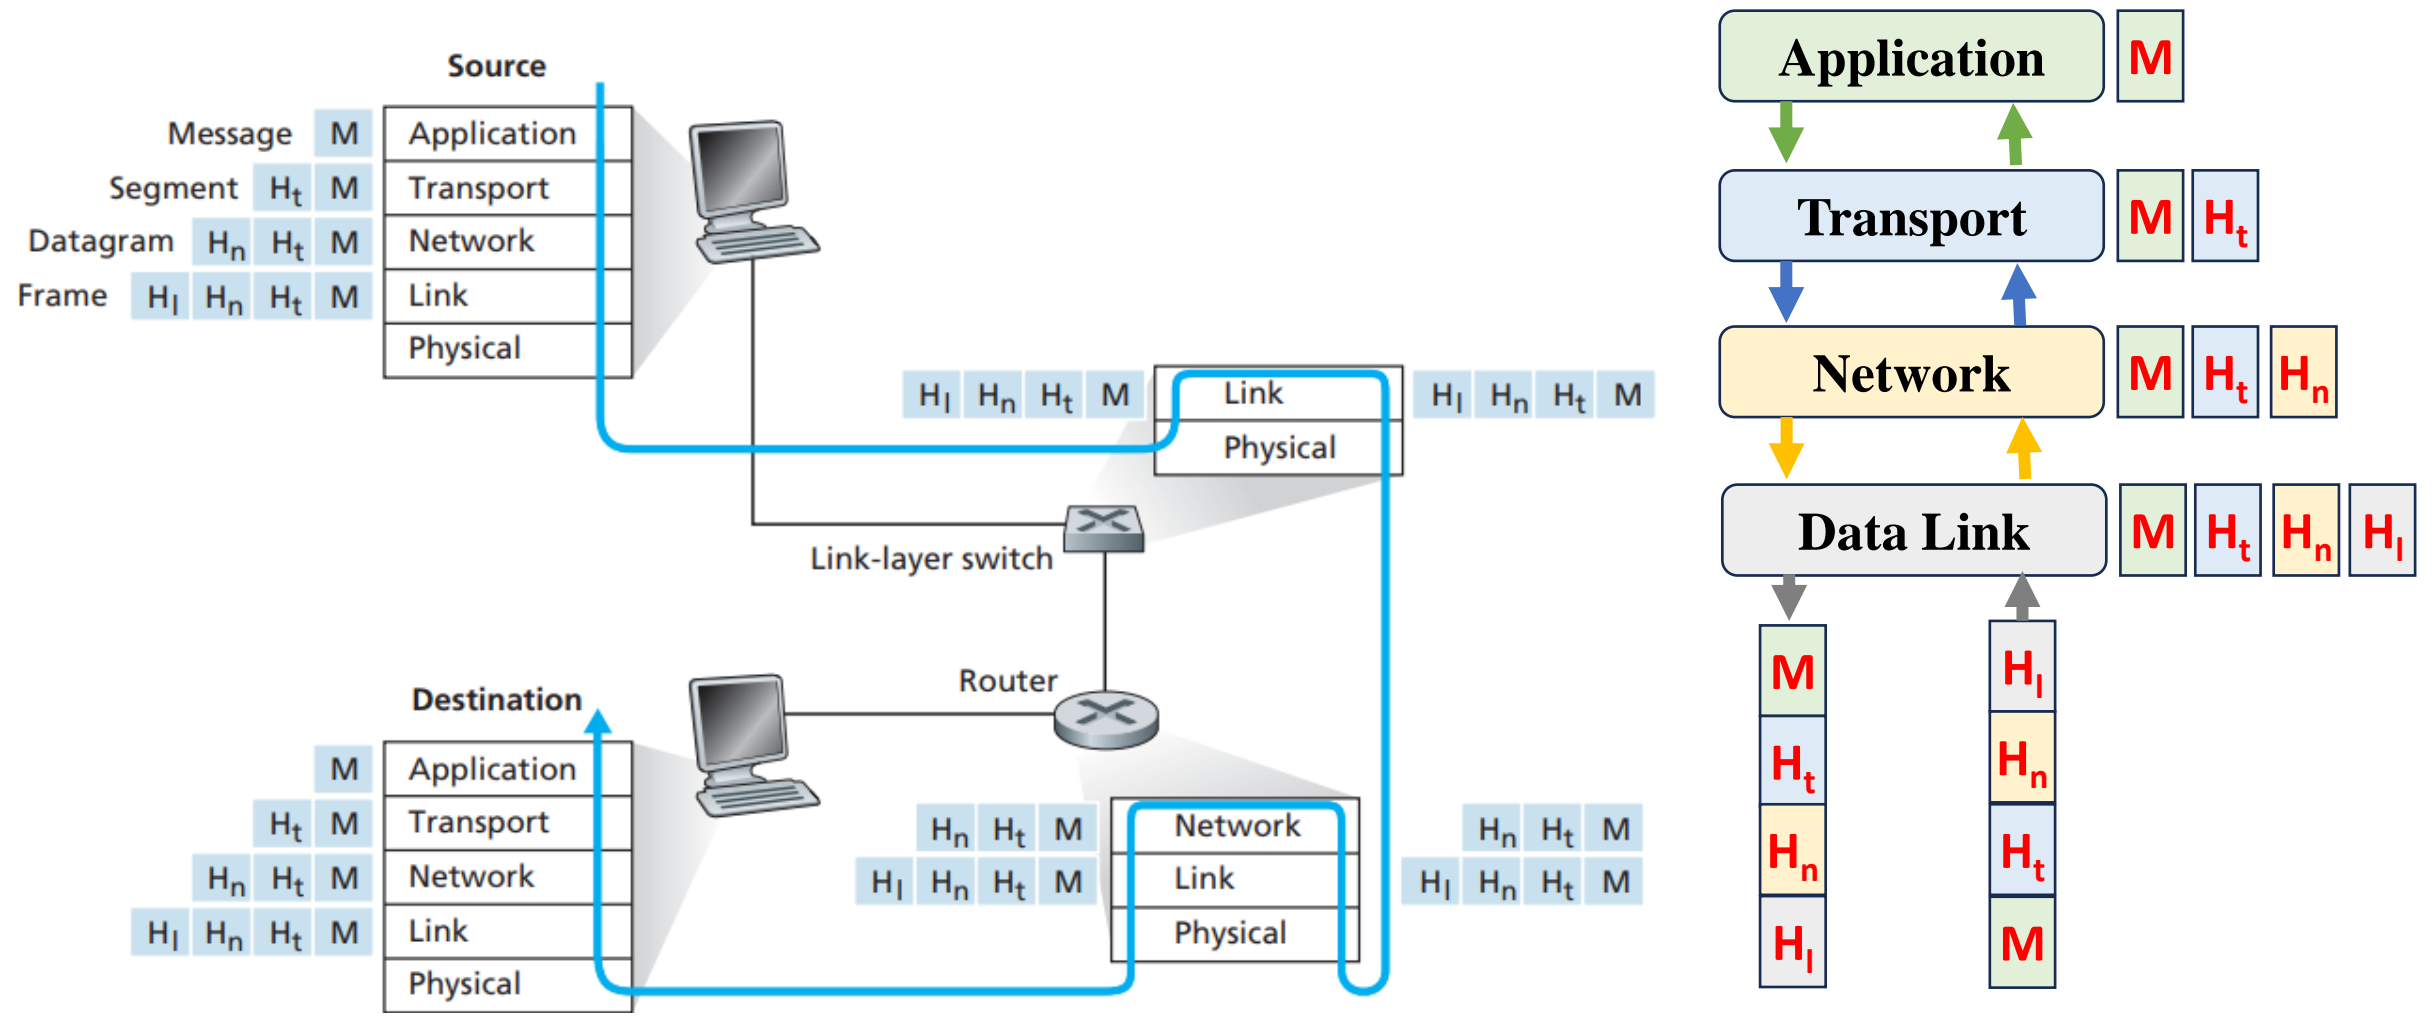 Source
Message M Application
Segment Ht M Transport
Datagram Hn Ht M Network
Frame Hl Hn Ht M Link
Physical
Hl Hn Ht M Link Hl Hn Ht M
Physical
Link-layer switch
Router
Destination
M Application
Ht M Transport
Hn Ht M Network
Hl Hn Ht M Link
Physical
Hn Ht M Network Hn Ht M
Hl Hn Ht M Link Hl Hn Ht M
Physical
Application M
Transport M Ht
Network M Ht Hn
Data Link M Ht Hn Hl
M Hl
Ht Hn
Hn Ht
Hl M